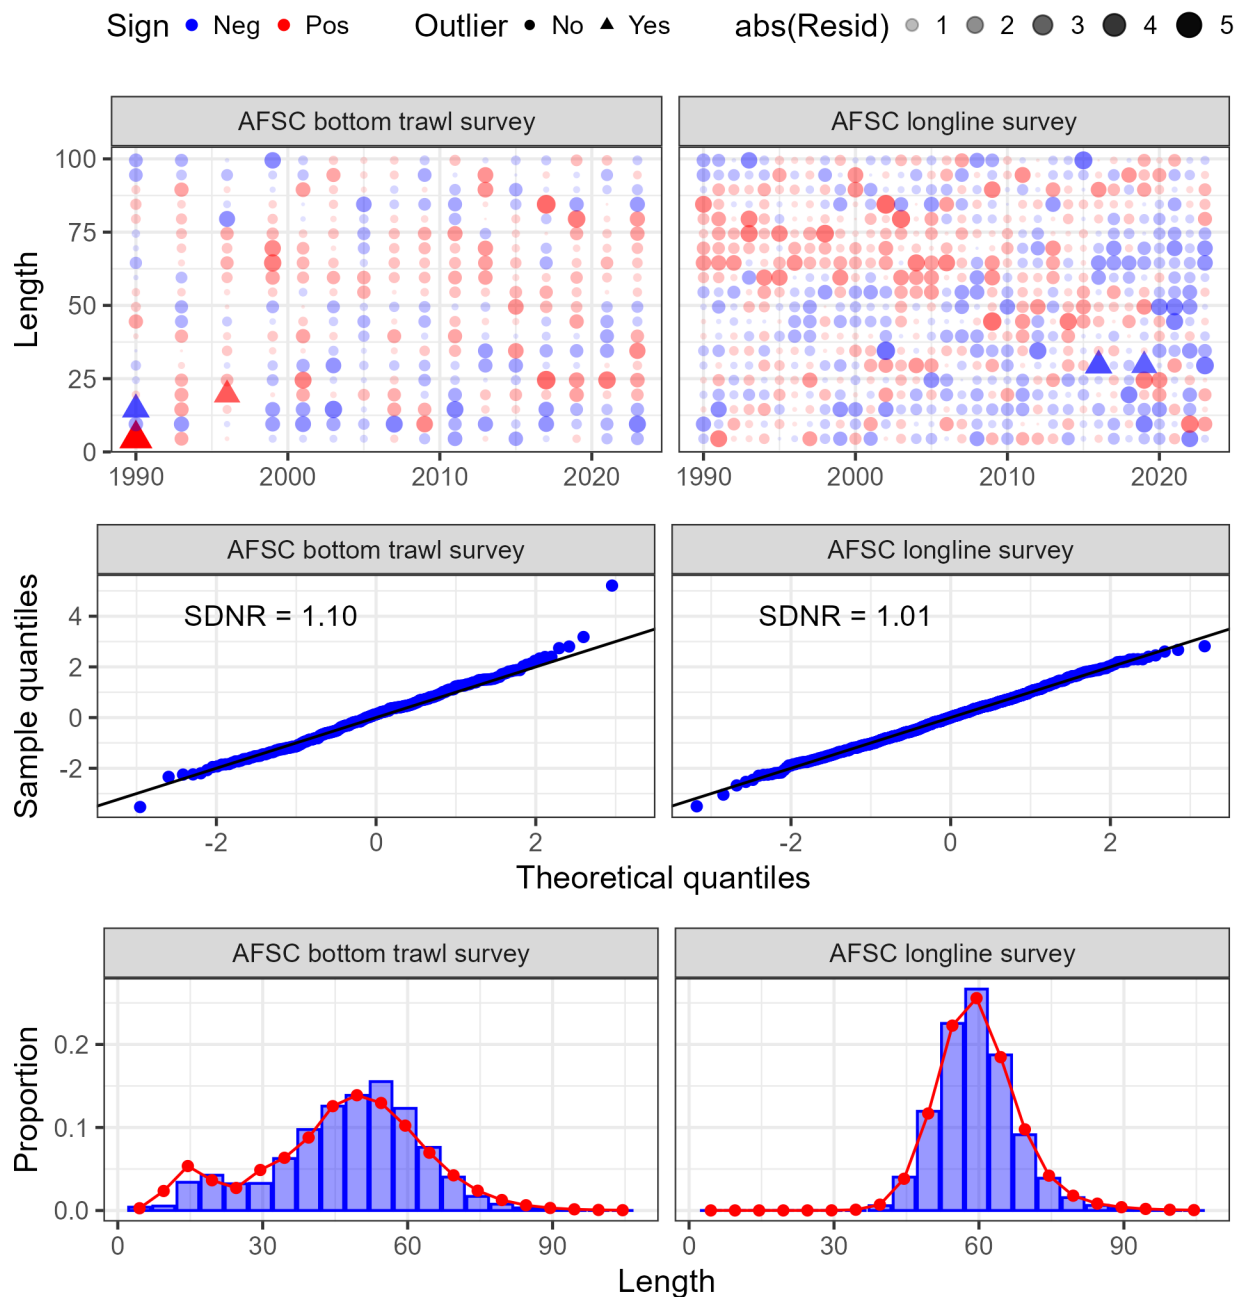 Sign Neg Pos Outlier No Yes abs(Resid) 1 2 3 4 5
AFSC bottom trawl survey AFSC longline survey
100
75
50
25
0
Length
1990 2000 2010 2020 1990 2000 2010 2020
AFSC bottom trawl survey AFSC longline survey
SDNR = 1.10 SDNR = 1.01
4
2
0
-2
Sample quantiles
-2 0 2 -2 0 2
Theoretical quantiles
AFSC bottom trawl survey AFSC longline survey
0.2
0.1
0.0
Proportion
0 30 60 90 0 30 60 90
Length